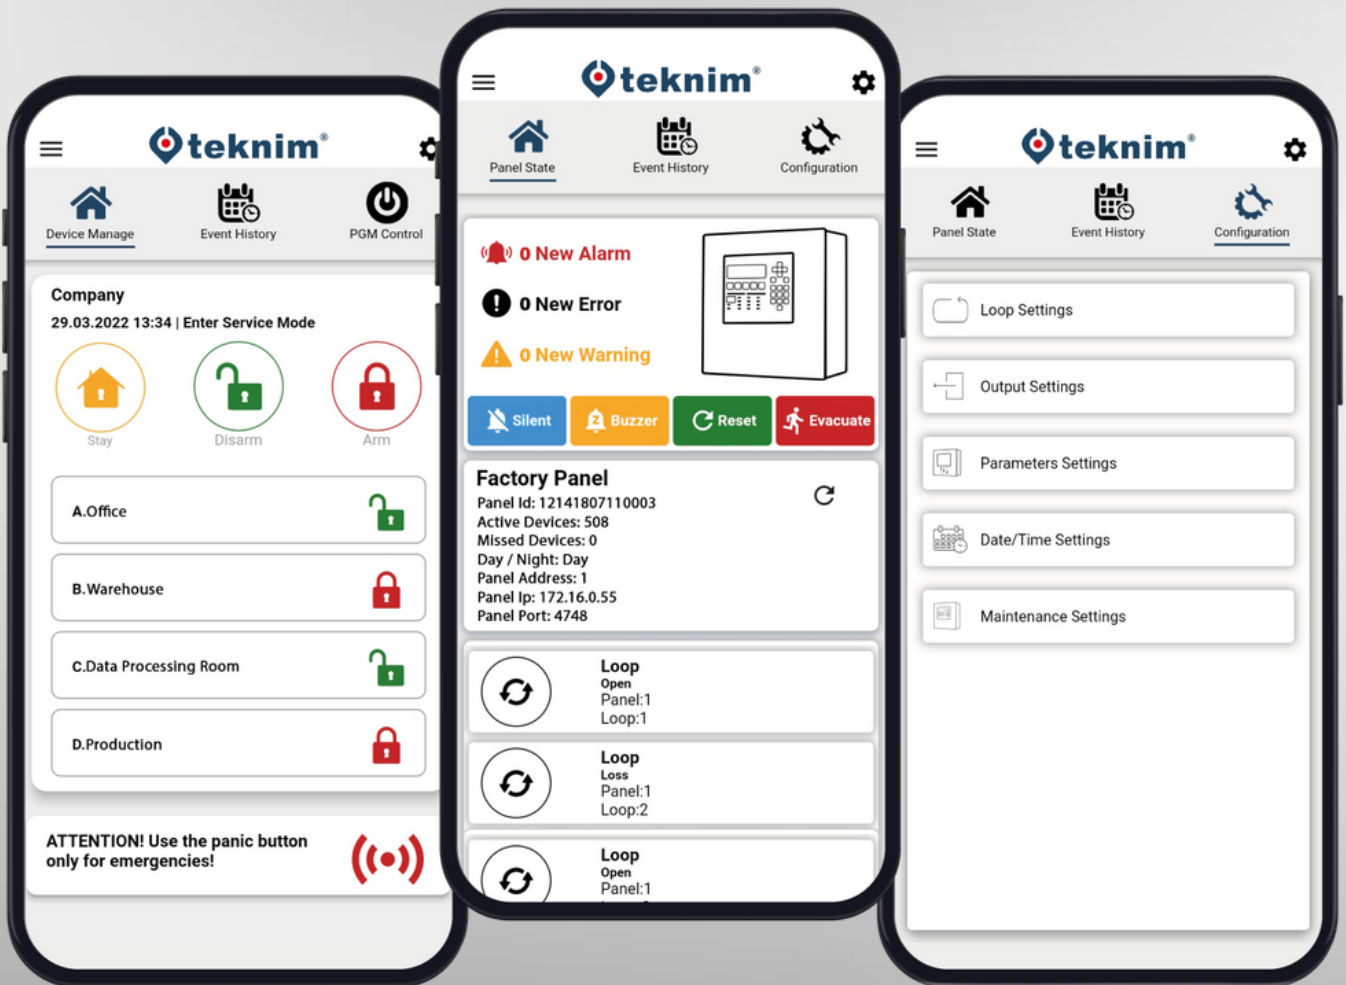 teknim®
Device Manage
Event History
PGM Control
Company
29.03.2022 13:34 | Enter Service Mode
Stay
Disarm
Arm
A.Office
B.Warehouse
C.Data Processing Room
D.Production
ATTENTION! Use the panic button
only for emergencies!
teknim®
Panel State
Event History
Configuration
0 New Alarm
0 New Error
0 New Warning
Silent
Buzzer
Reset
Evacuate
Factory Panel
Panel Id: 12141807110003
Active Devices: 508
Missed Devices: 0
Day / Night: Day
Panel Address: 1
Panel Ip: 172.16.0.55
Panel Port: 4748
Loop
Open
Panel:1
Loop:1
Loop
Loss
Panel:1
Loop:2
Loop
Open
Panel:1
teknim®
Panel State
Event History
Configuration
Loop Settings
Output Settings
Parameters Settings
Date/Time Settings
Maintenance Settings